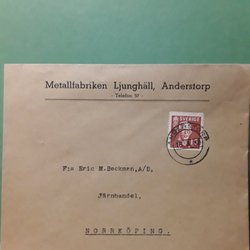 Metallfabriken Ljunghäll, Anderstorp
- Telefon 57 -
SVERIGE
F:a Eric M.Beckman,A/B,
Järnhandel,
NORRKÖPING.